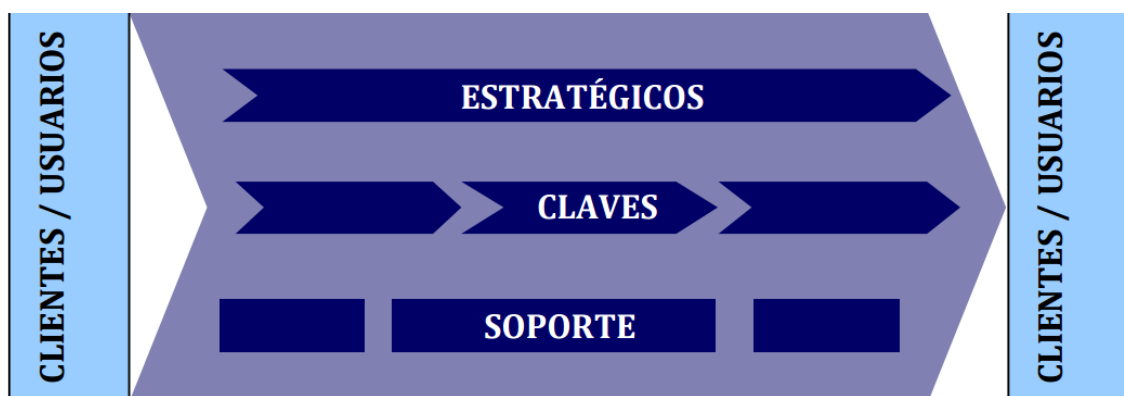 CLIENTES / USUARIOS
ESTRATÉGICOS
CLAVES
SOPORTE
CLIENTES / USUARIOS